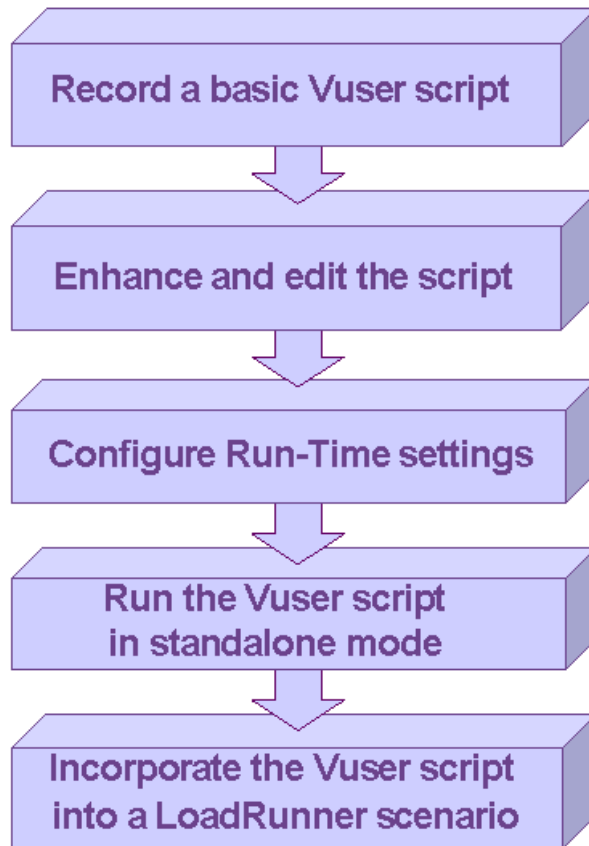 Record a basic Vuser script
Enhance and edit the script
Configure Run-Time settings
Run the Vuser script
in standalone mode
Incorporate the Vuser script
into a LoadRunner scenario